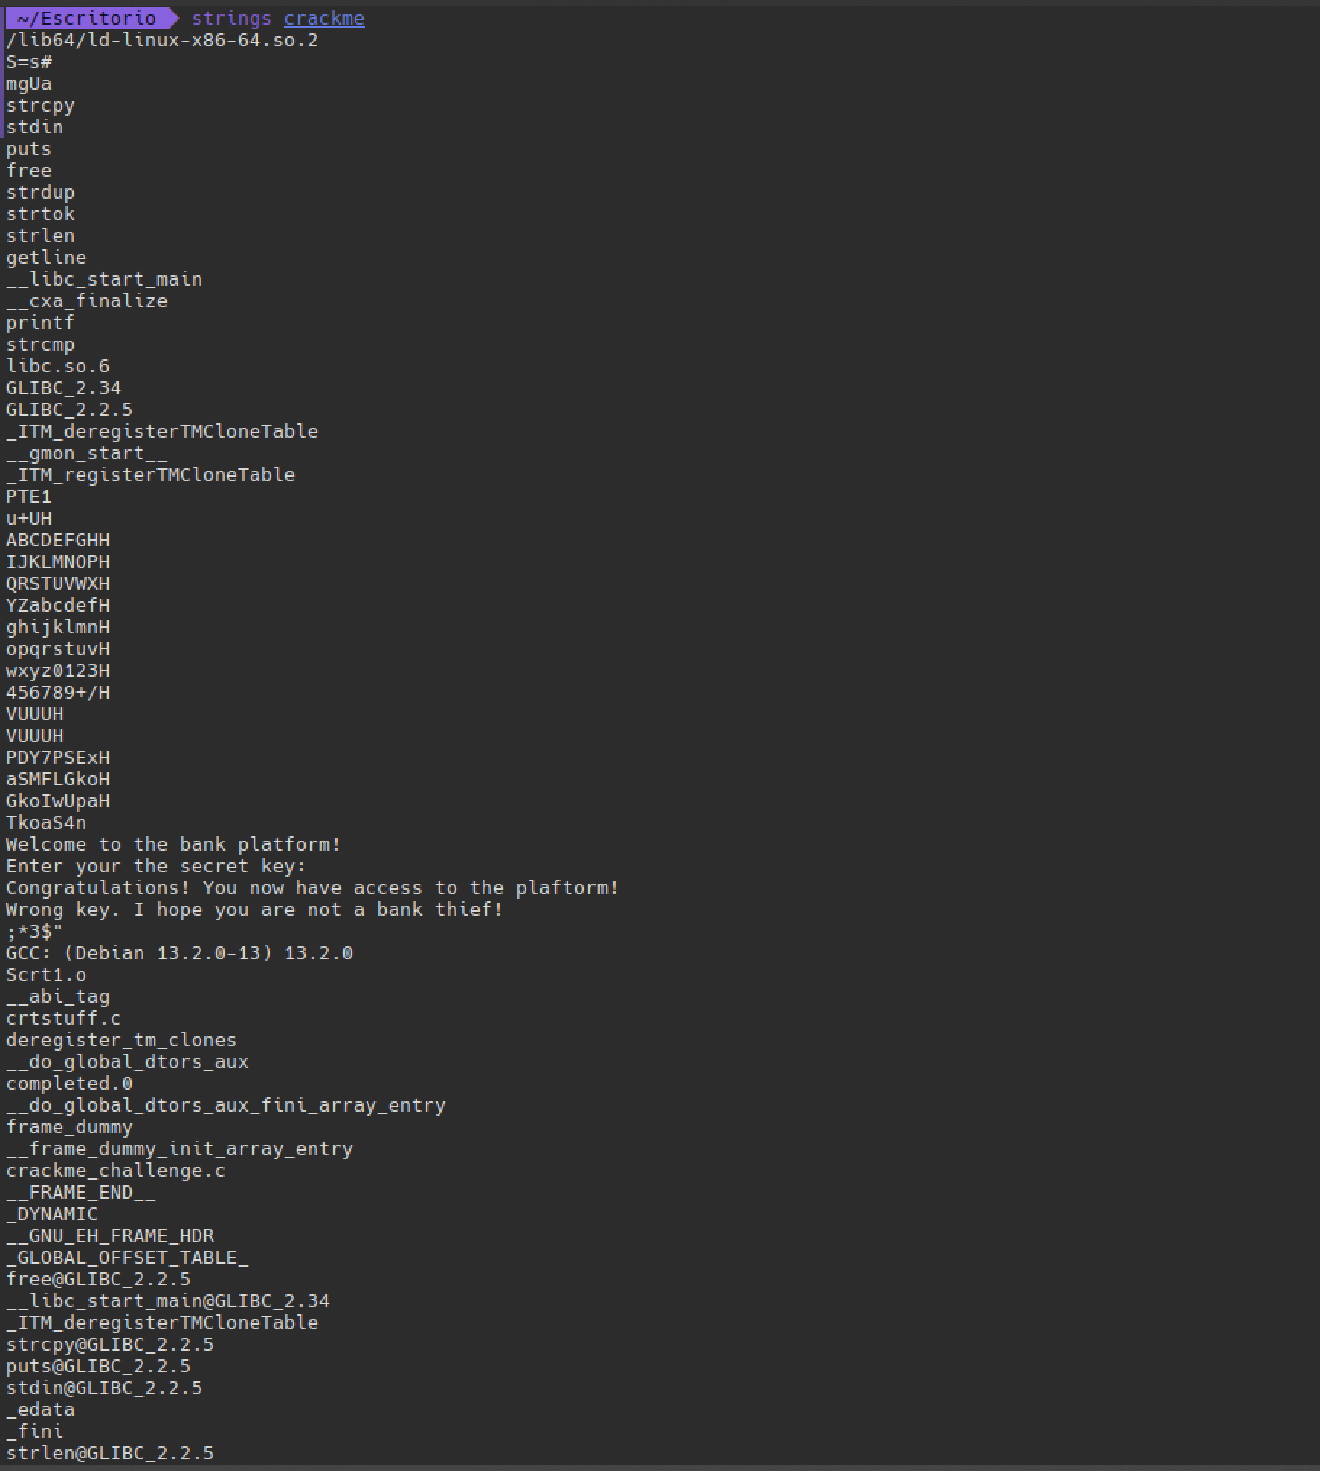 ~/Escritorio strings crackme
/lib64/ld-linux-x86-64.so.2
S=s#
mgUa
strcpy
stdin
puts
free
strdup
strtok
strlen
getline
__libc_start_main
__cxa_finalize
printf
strcmp
libc.so.6
GLIBC_2.34
GLIBC_2.2.5
_ITM_deregisterTMCloneTable
__gmon_start__
_ITM_registerTMCloneTable
PTE1
u+UH
ABCDEFGHH
IJKLMNOPH
QRSTUVWXH
YZabcdefH
ghijklmnH
opqrstuvH
wxyz0123H
456789+/H
VUUUH
VUUUH
PDY7PSExH
aSMFLGkoH
GkoIwUpaH
TkoaS4n
Welcome to the bank platform!
Enter your the secret key:
Congratulations! You now have access to the plaftorm!
Wrong key. I hope you are not a bank thief!
;*3$"
GCC: (Debian 13.2.0-13) 13.2.0
Scrt1.o
__abi_tag
crtstuff.c
deregister_tm_clones
__do_global_dtors_aux
completed.0
__do_global_dtors_aux_fini_array_entry
frame_dummy
__frame_dummy_init_array_entry
crackme_challenge.c
__FRAME_END__
_DYNAMIC
__GNU_EH_FRAME_HDR
_GLOBAL_OFFSET_TABLE_
free@GLIBC_2.2.5
__libc_start_main@GLIBC_2.34
_ITM_deregisterTMCloneTable
strcpy@GLIBC_2.2.5
puts@GLIBC_2.2.5
stdin@GLIBC_2.2.5
_edata
_fini
strlen@GLIBC_2.2.5